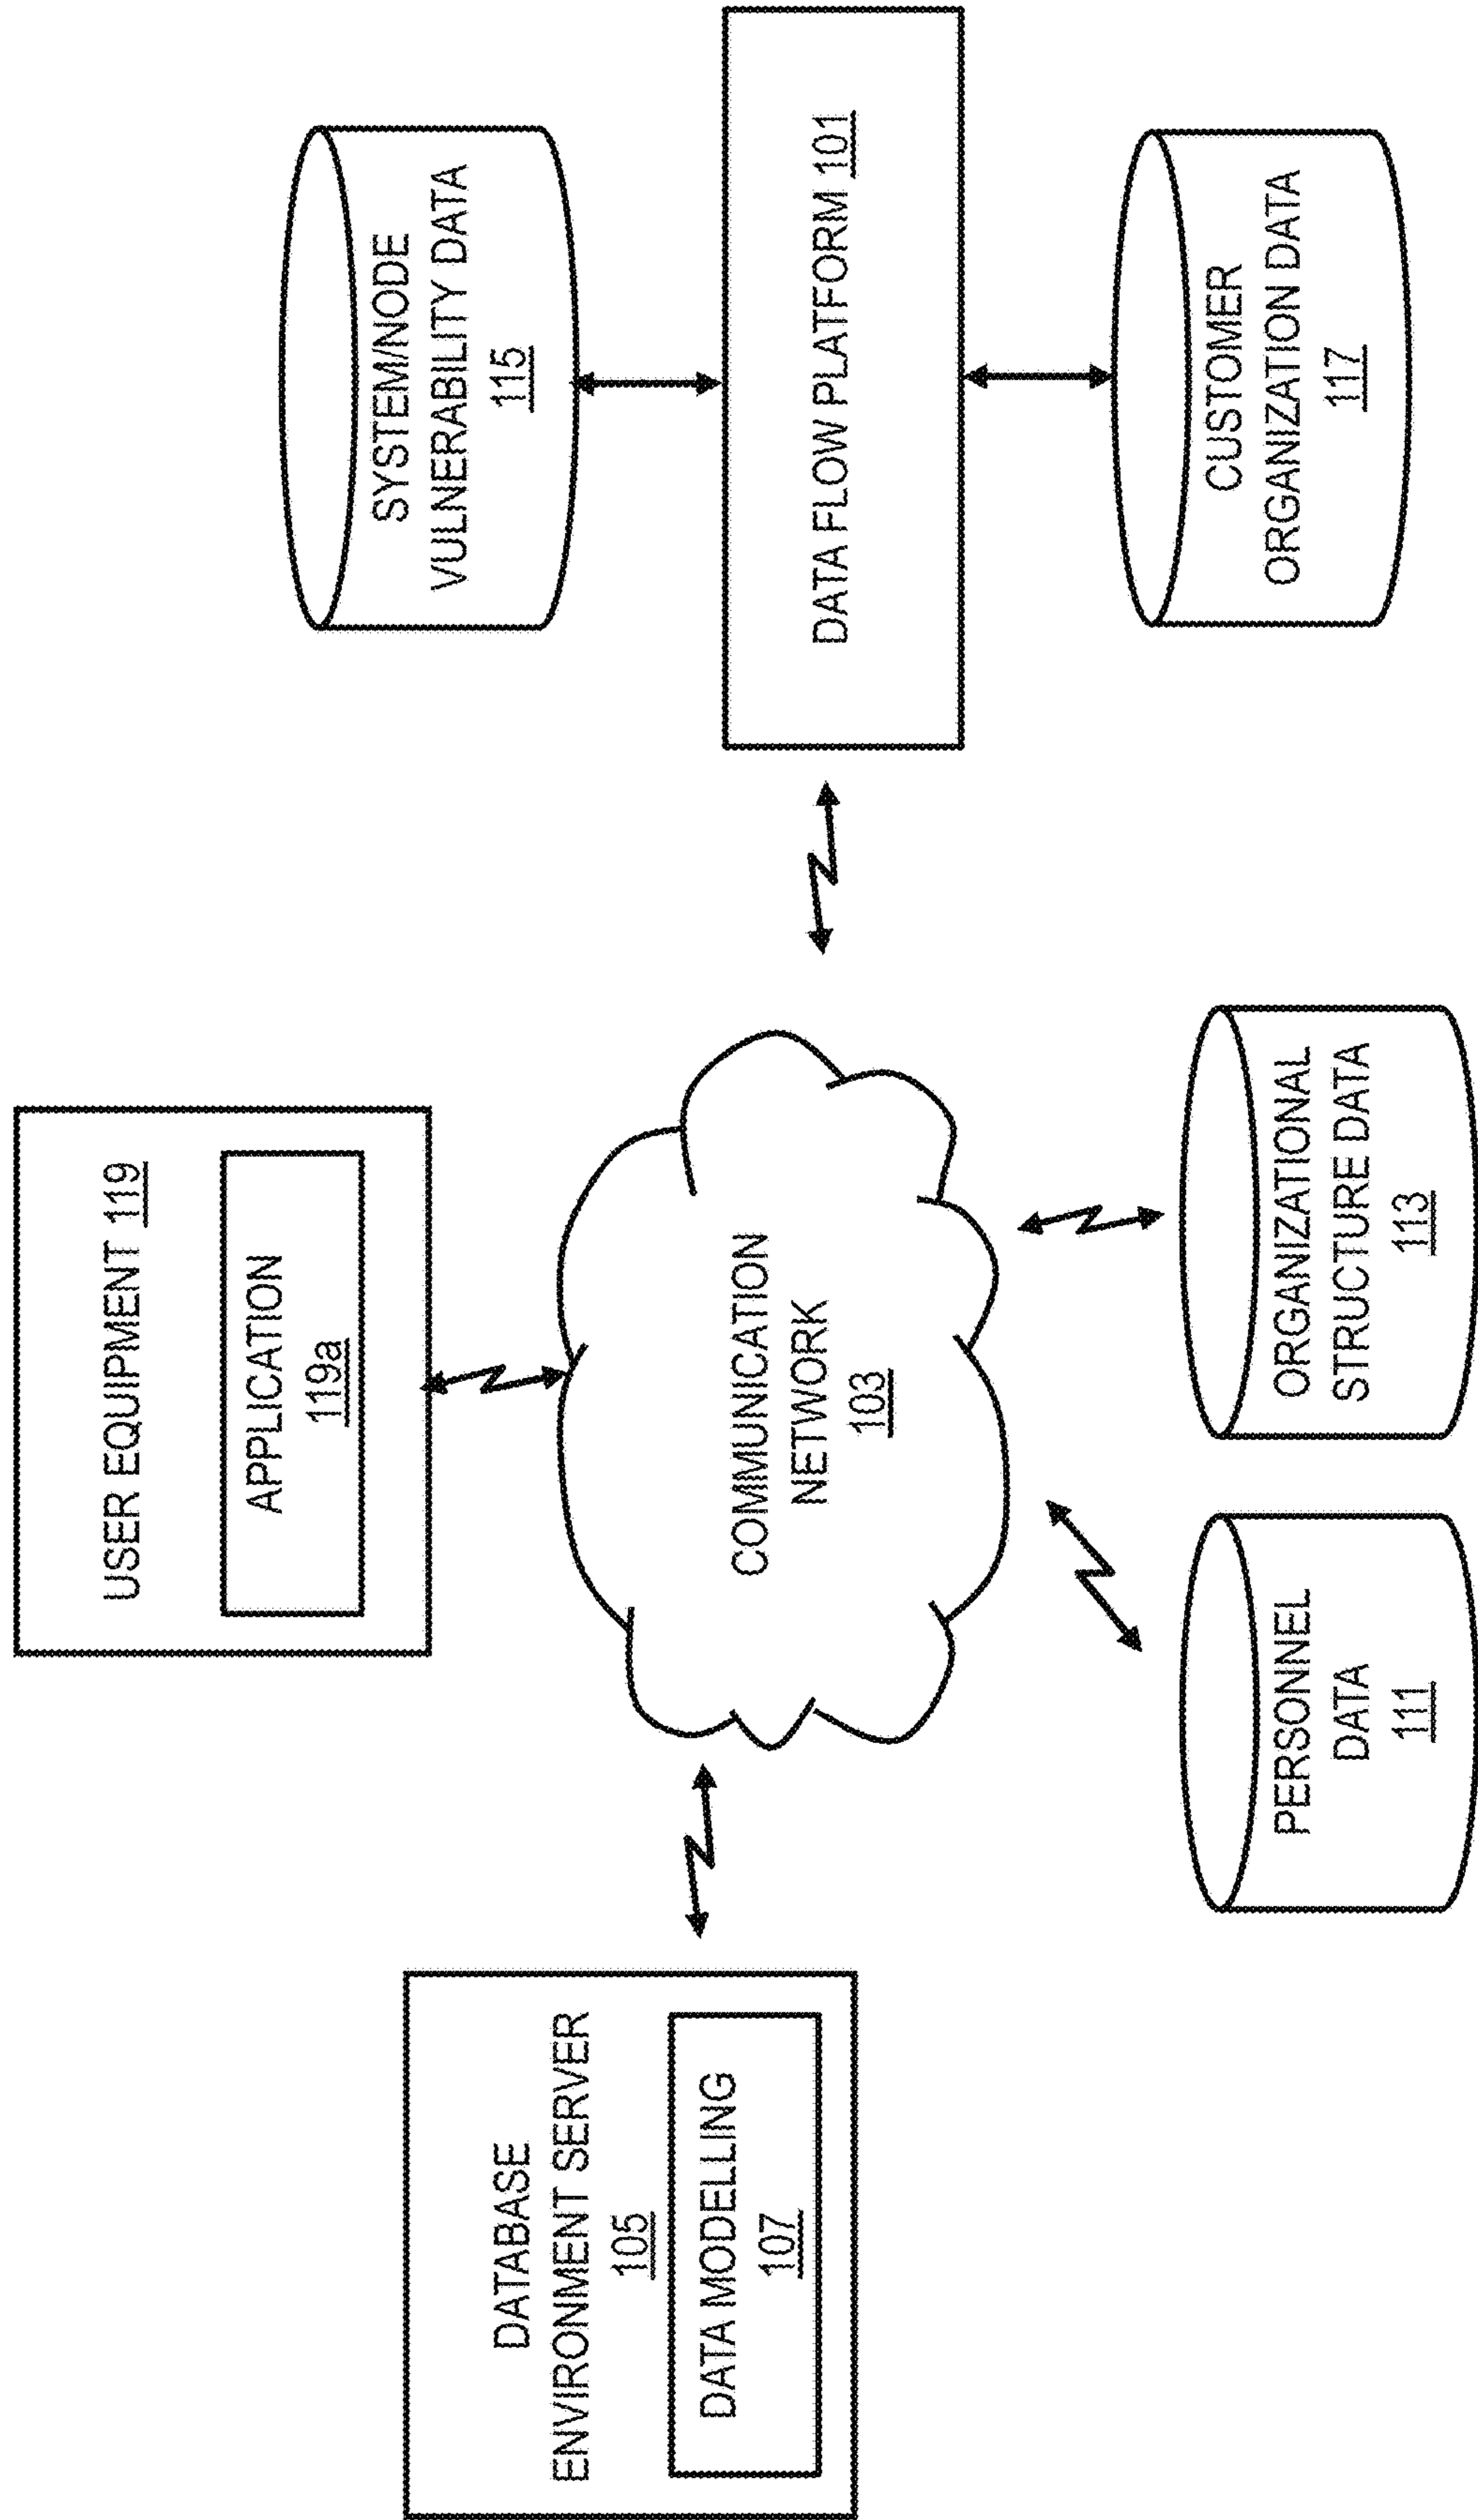 USER EQUIPMENT 119
APPLICATION
119a
SYSTEM/NODE
VULNERABILITY DATA
115
DATABASE
ENVIRONMENT SERVER
105
DATA MODELLING
107
COMMUNICATION
NETWORK
103
DATA FLOW PLATFORM 101
PERSONNEL
DATA
111
ORGANIZATIONAL
STRUCTURE DATA
113
CUSTOMER
ORGANIZATION DATA
117